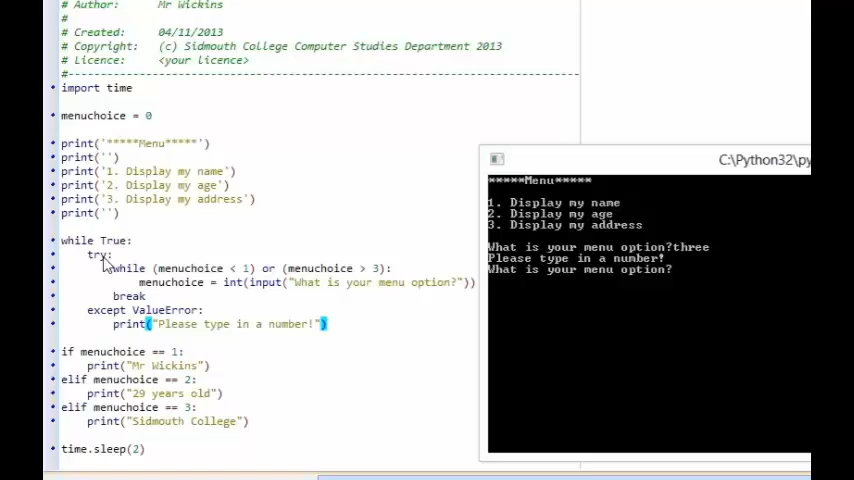 # Author:     Mr Wickins
#
# Created:    04/11/2013
# Copyright:  (c) Sidmouth College Computer Studies Department 2013
# Licence:    <your licence>
#-------------------------------------------------------------------------------
import time
menuchoice = 0
print('*****Menu*****')
print('')
print('1. Display my name')
print('2. Display my age')
print('3. Display my address')
print('')
while True:
try:
while (menuchoice < 1) or (menuchoice > 3):
menuchoice = int(input("What is your menu option?"))
break
except ValueError:
print("Please type in a number!")
if menuchoice == 1:
print("Mr Wickins")
elif menuchoice == 2:
print("29 years old")
elif menuchoice == 3:
print("Sidmouth College")
time.sleep(2)
C:\Python32\py
*****Menu*****
1. Display my name
2. Display my age
3. Display my address
What is your menu option?three
Please type in a number!
What is your menu option?